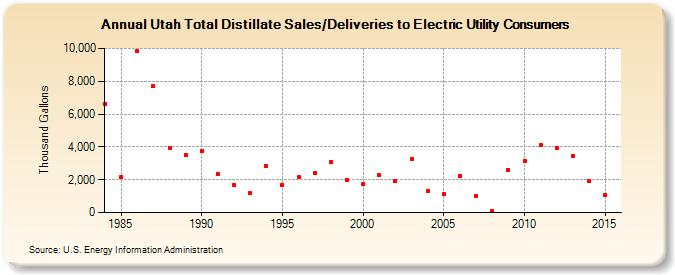 Annual Utah Total Distillate Sales/Deliveries to Electric Utility Consumers
Thousand Gallons
10,000
8,000
6,000
4,000
2,000
0
1985 1990 1995 2000 2005 2010 2015
Source: U.S. Energy Information Administration